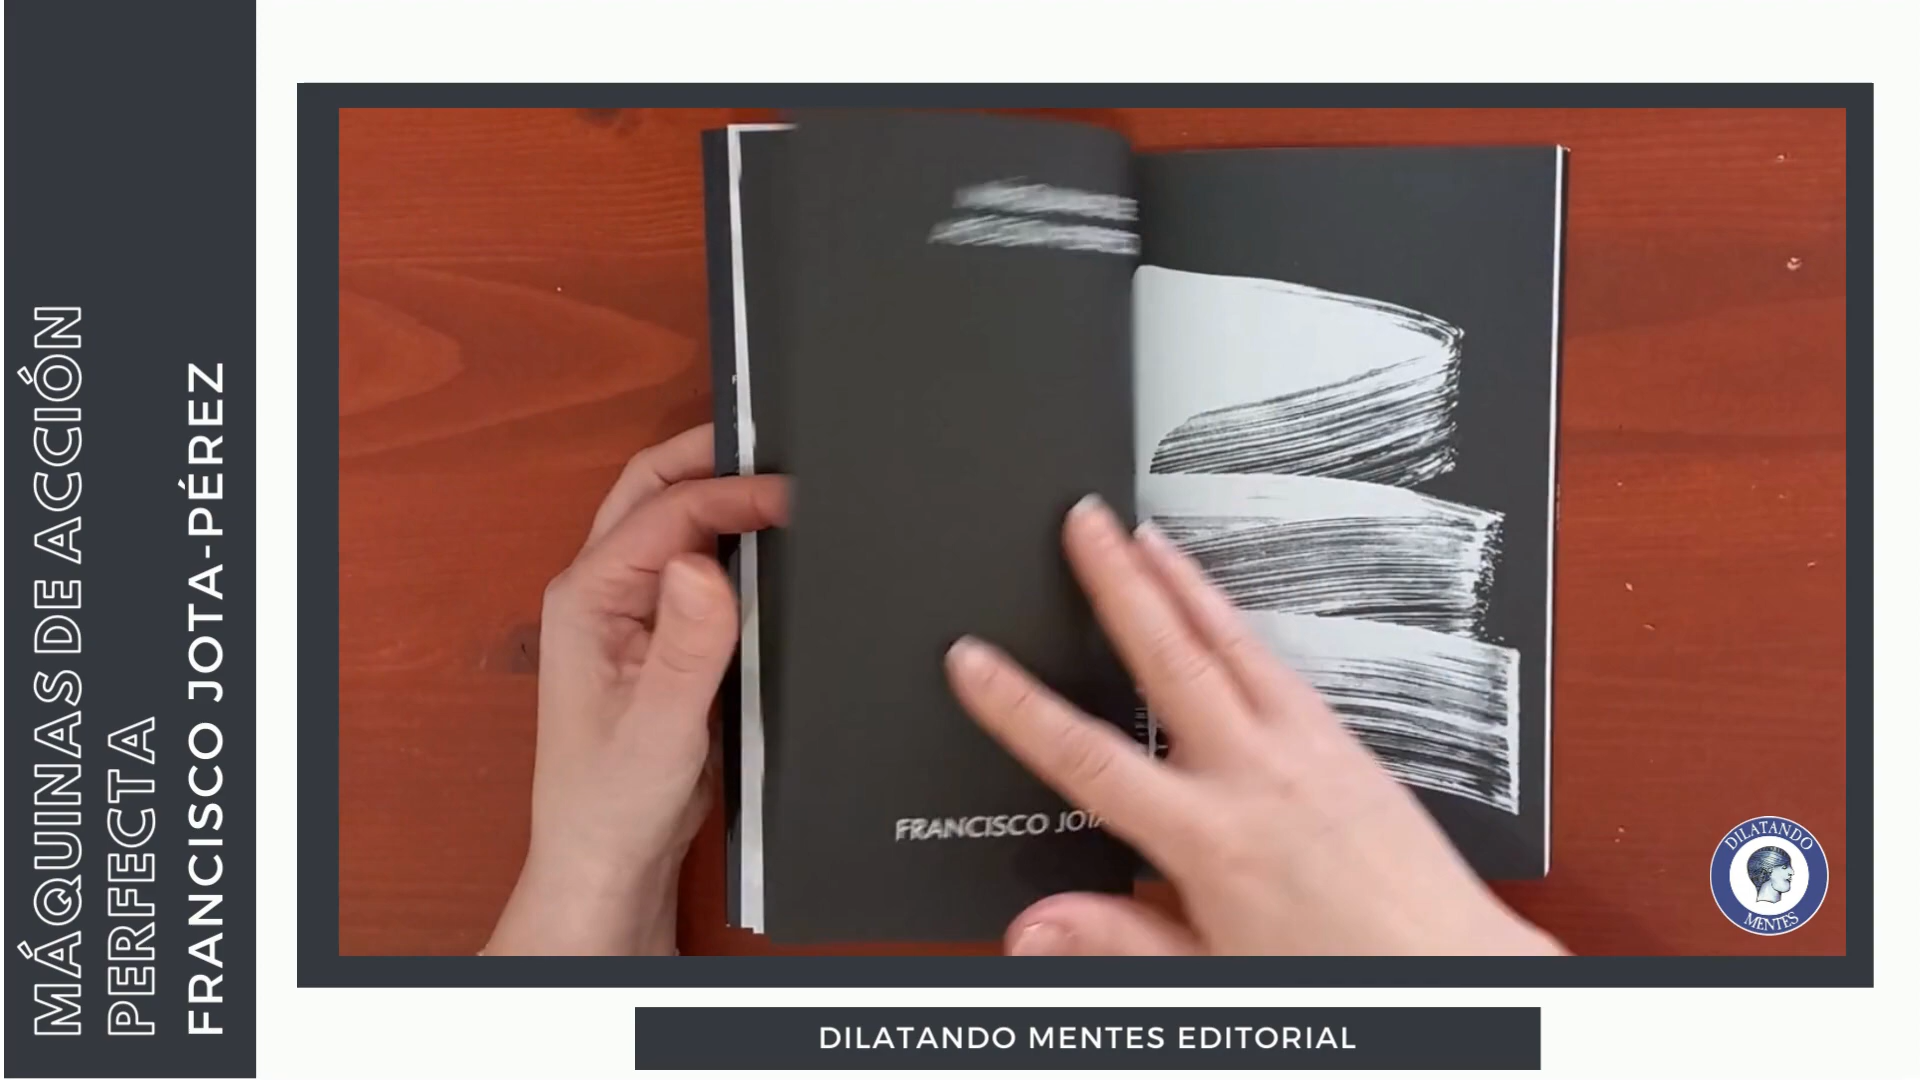 MÁQUINAS DE ACCIÓN
PERFECTA
FRANCISCO JOTA-PÉREZ
FRANCISCO JOTA
DILATANDO
MENTES
DILATANDO MENTES EDITORIAL